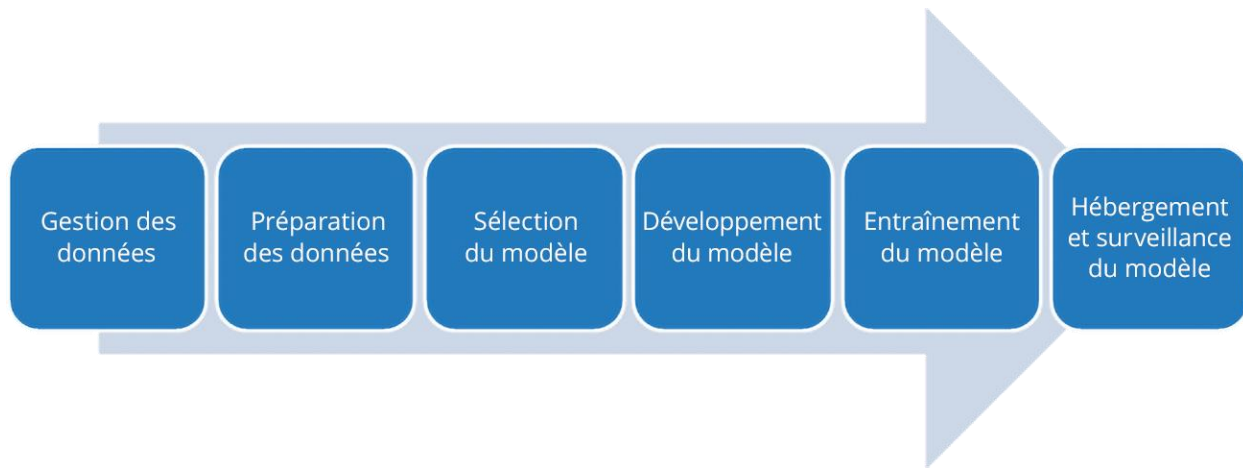 Gestion des
données
Préparation
des données
Sélection
du modèle
Développement
du modèle
Entraînement
du modèle
Hébergement
et surveillance
du modèle